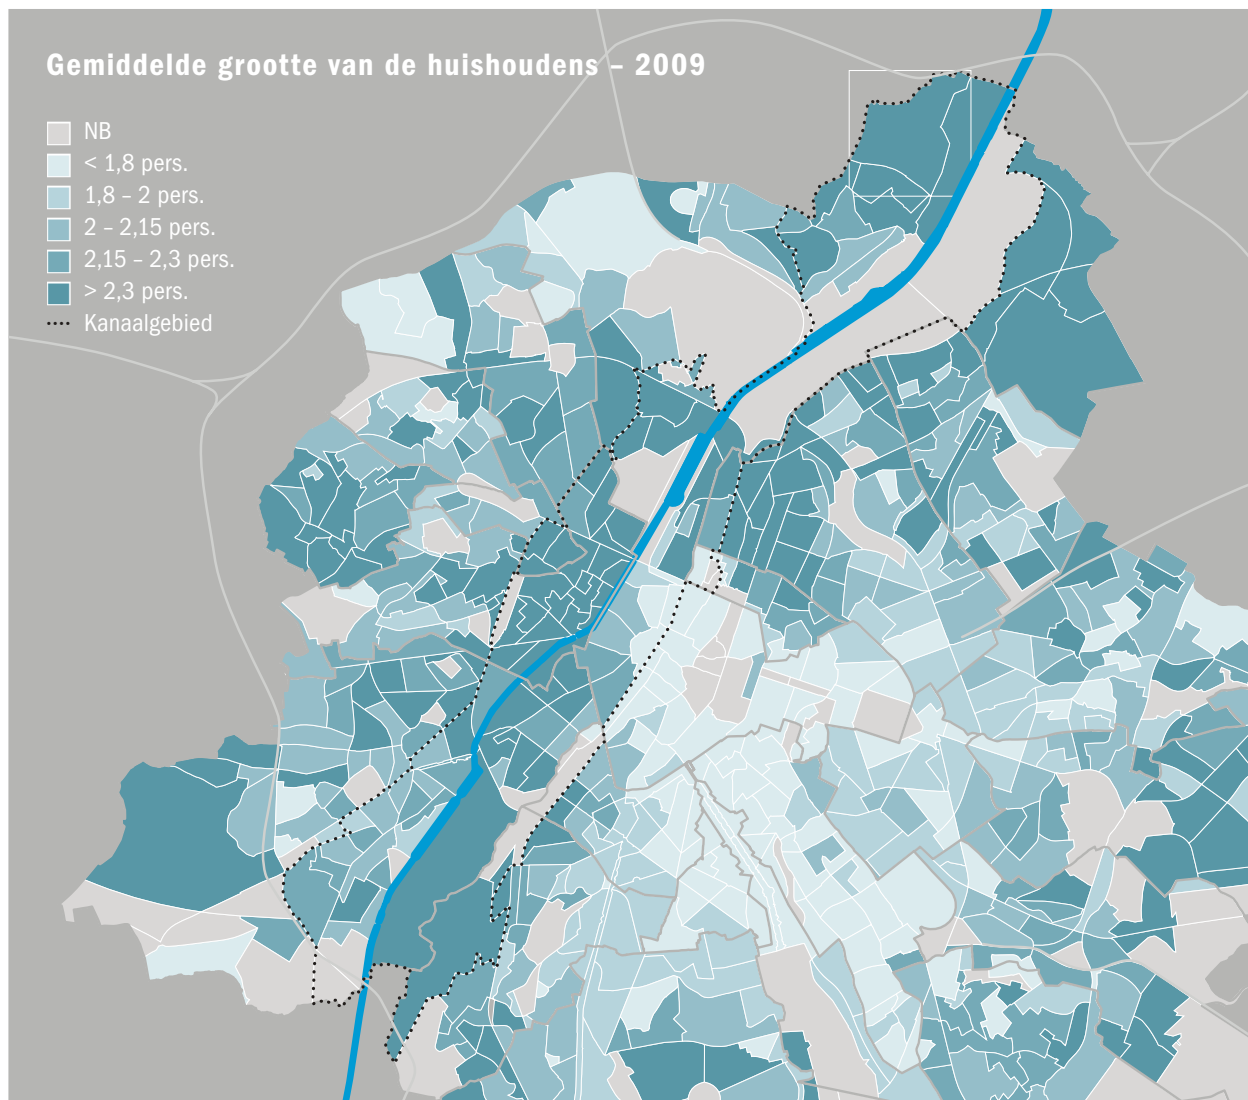 Gemiddelde grootte van de huishoudens – 2009
NB
< 1,8 pers.
1,8 – 2 pers.
2 – 2,15 pers.
2,15 – 2,3 pers.
> 2,3 pers.
Kanaalgebied